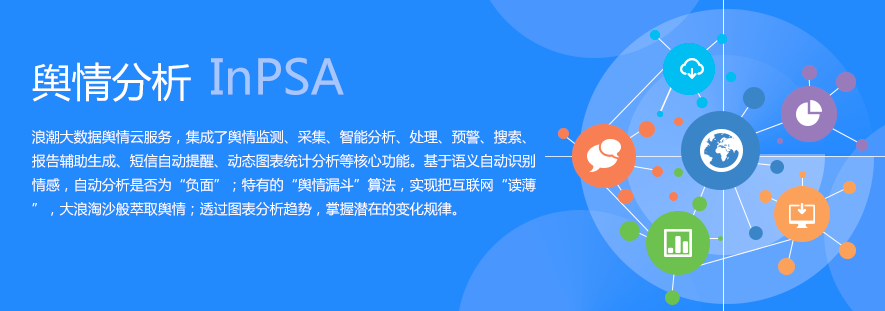 舆情分析 InPSA
浪潮大数据舆情云服务，集成了舆情监测、采集、智能分析、处理、预警、搜索、
报告辅助生成、短信自动提醒、动态图表统计分析等核心功能。基于语义自动识别
情感，自动分析是否为“负面”；特有的“舆情漏斗”算法，实现把互联网“读薄
”，大浪淘沙般萃取舆情；透过图表分析趋势，掌握潜在的变化规律。